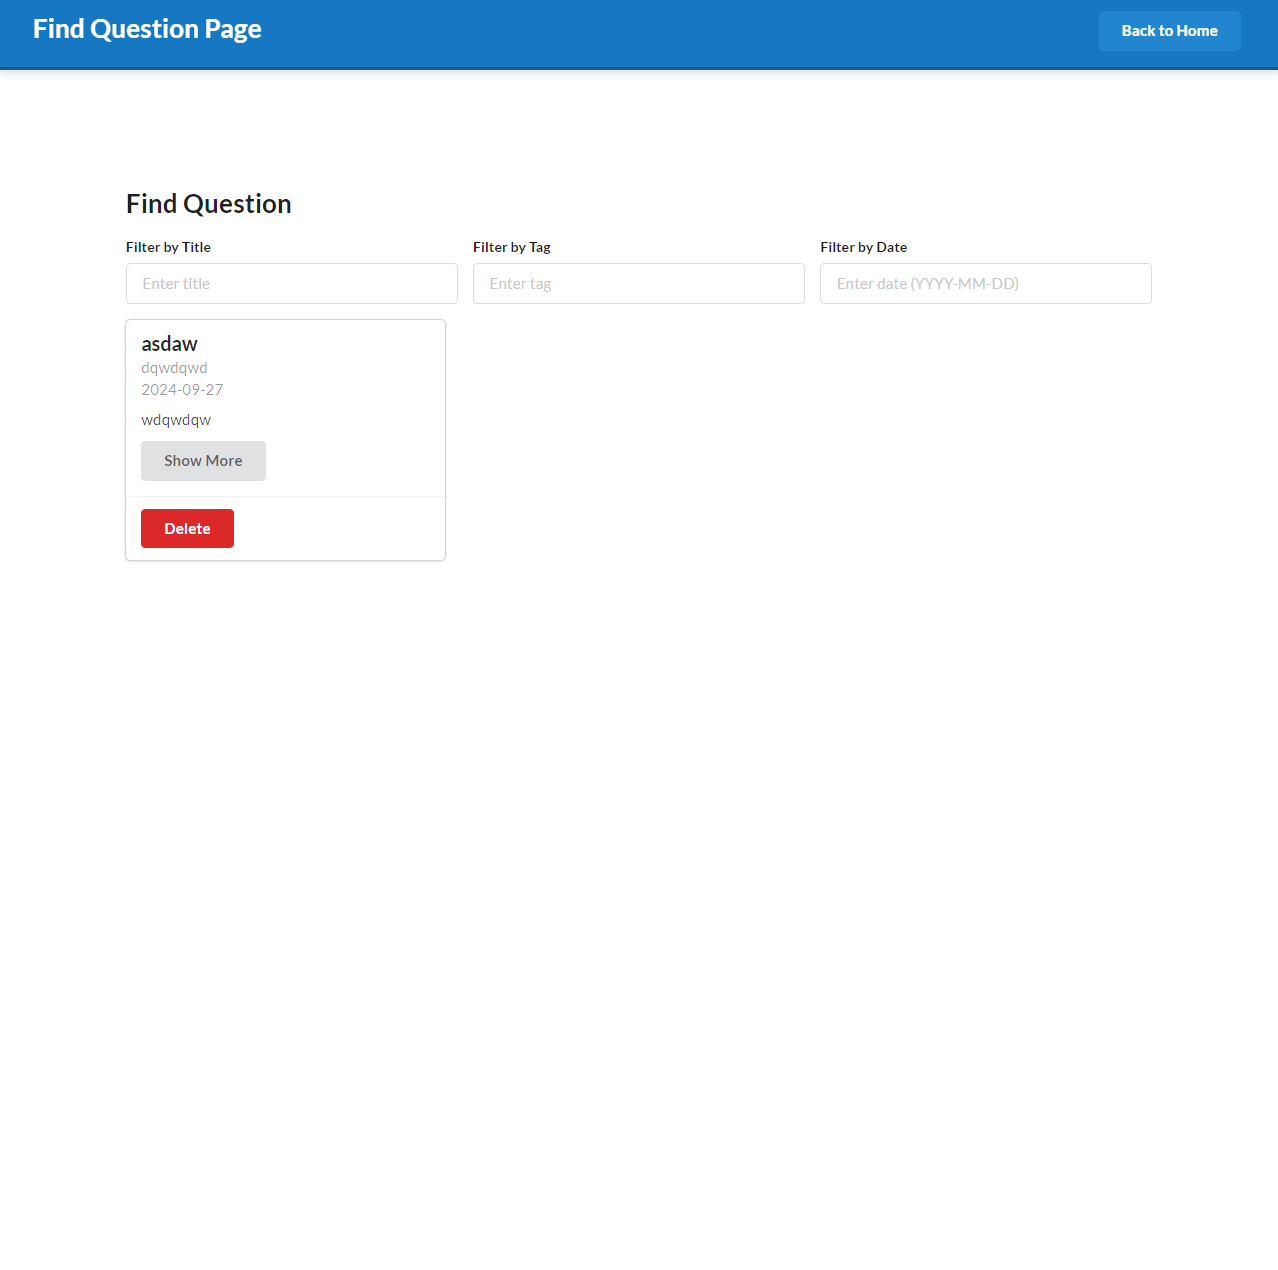 Find Question Page
Back to Home
Find Question
Filter by Title
Filter by Tag
Filter by Date
Enter title
Enter tag
Enter date (YYYY-MM-DD)
asdaw
dqwdqwd
2024-09-27
wdqwdqw
Show More
Delete